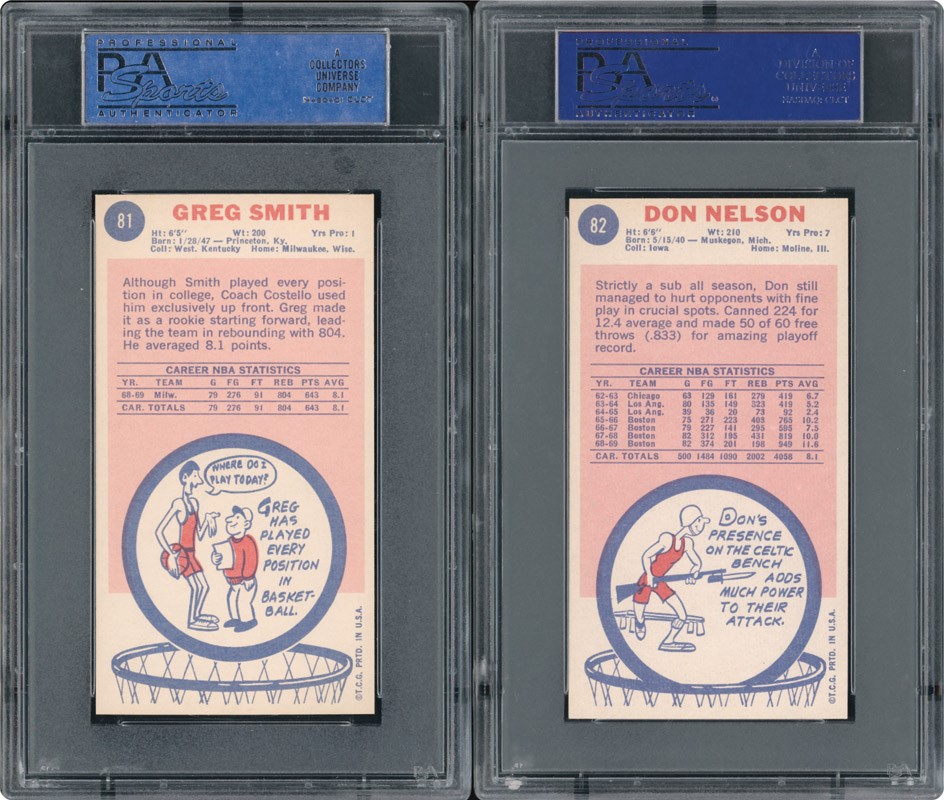 PROFESSIONAL
PSA
Sports
AUTHENTICATOR
A
COLLECTORS
UNIVERSE
COMPANY
NASDAQ: CLCT
81
GREG SMITH
Ht: 6'5" Wt: 200 Yrs Pro: 1
Born: 1/28/47 — Princeton, Ky.
Coll: West. Kentucky Home: Milwaukee, Wisc.
Although Smith played every posi-
tion in college, Coach Costello used
him exclusively up front. Greg made
it as a rookie starting forward, lead-
ing the team in rebounding with 804.
He averaged 8.1 points.
CAREER NBA STATISTICS
YR. TEAM G FG FT REB PTS AVG
68-69 Milw. 79 276 91 804 643 8.1
CAR. TOTALS 79 276 91 804 643 8.1
WHERE DO I
PLAY TODAY?
GREG
HAS
PLAYED
EVERY
POSITION
IN
BASKET-
BALL.
©T.C.G. PRTD. IN U.S.A.
PSA
PROFESSIONAL
PSA
Sports
AUTHENTICATOR
A
DIVISION OF
COLLECTORS
UNIVERSE
NASDAQ: CLCT
82
DON NELSON
Ht: 6'6" Wt: 210 Yrs Pro: 7
Born: 5/15/40 — Muskegon, Mich.
Coll: Iowa Home: Moline, Ill.
Strictly a sub all season, Don still
managed to hurt opponents with fine
play in crucial spots. Canned 224 for
12.4 average and made 50 of 60 free
throws (.833) for amazing playoff
record.
CAREER NBA STATISTICS
YR. TEAM G FG FT REB PTS AVG
62-63 Chicago 63 129 161 279 419 6.7
63-64 Los Ang. 80 135 149 323 419 5.2
64-65 Los Ang. 39 36 20 73 92 2.4
65-66 Boston 75 271 223 403 765 10.2
66-67 Boston 79 227 141 295 595 7.5
67-68 Boston 82 312 195 431 819 10.0
68-69 Boston 82 374 201 198 949 11.6
CAR. TOTALS 500 1484 1090 2002 4058 8.1
DON'S
PRESENCE
ON THE CELTIC
BENCH
ADDS
MUCH POWER
TO THEIR
ATTACK.
©T.C.G. PRTD. IN U.S.A.
PSA